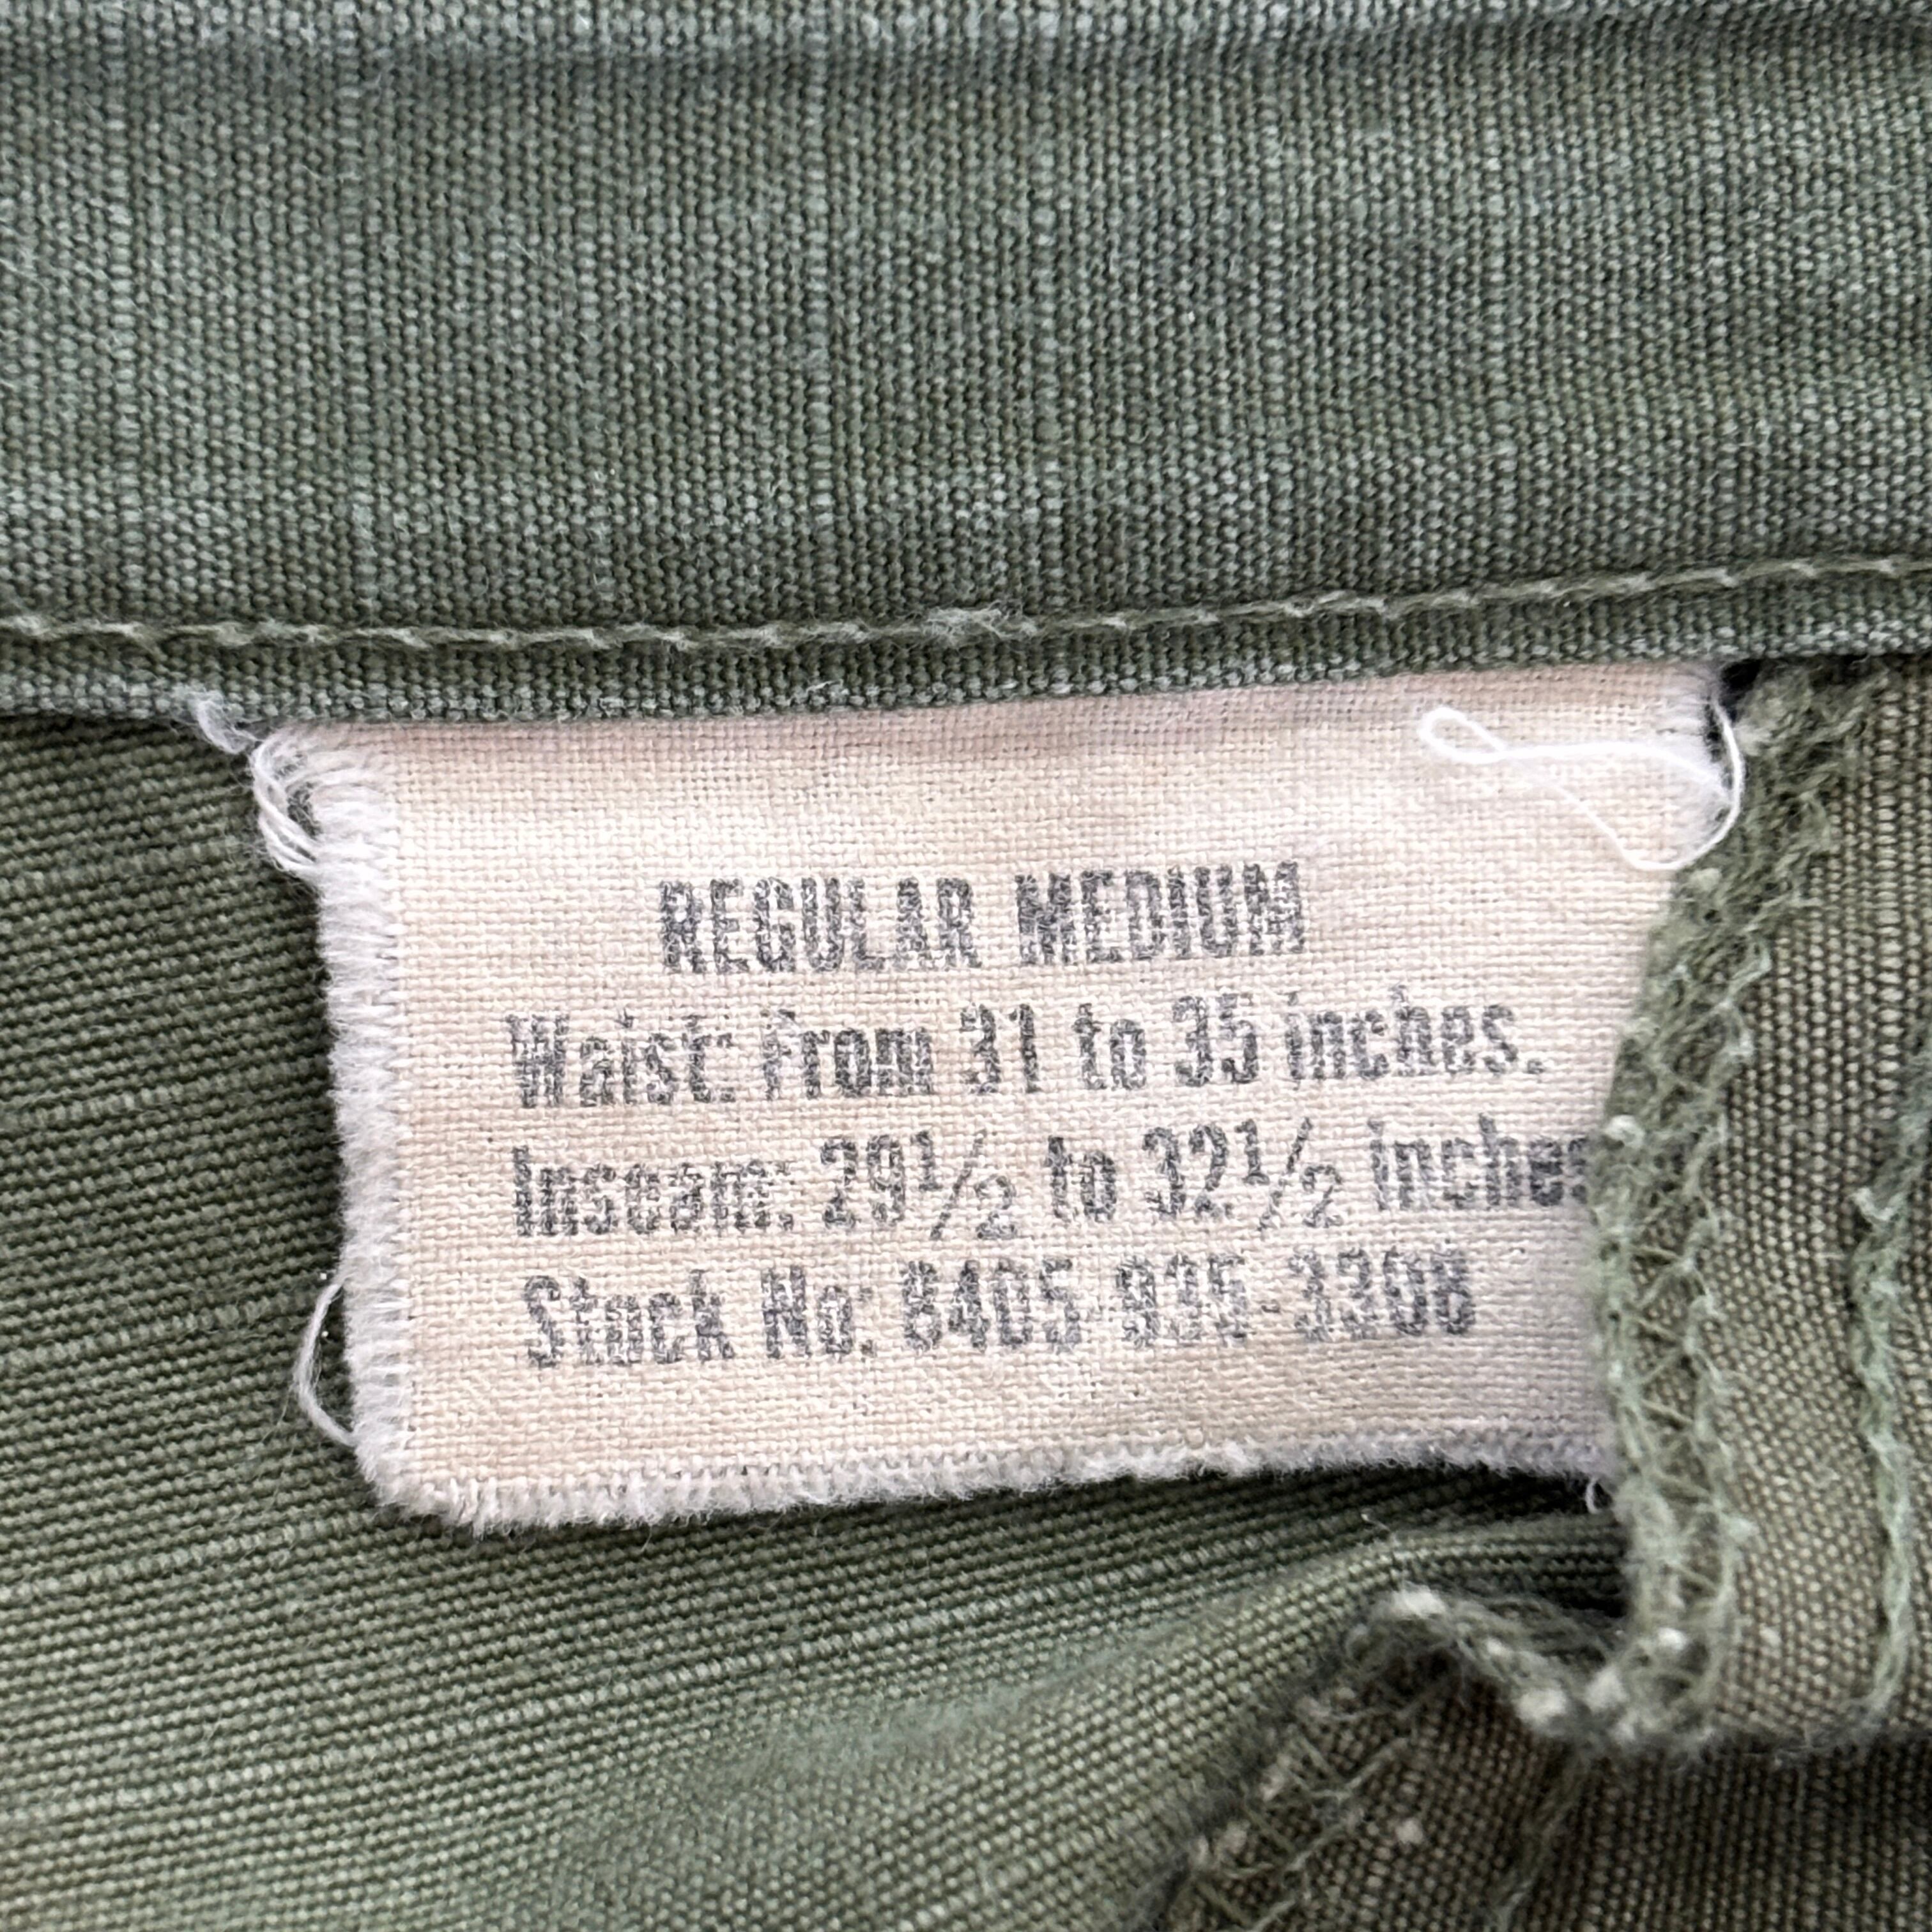 REGULAR MEDIUM
Waist: From 31 to 35 inches.
Inseam: 29½ to 32½ inches
Stock No: 8405-935-3308